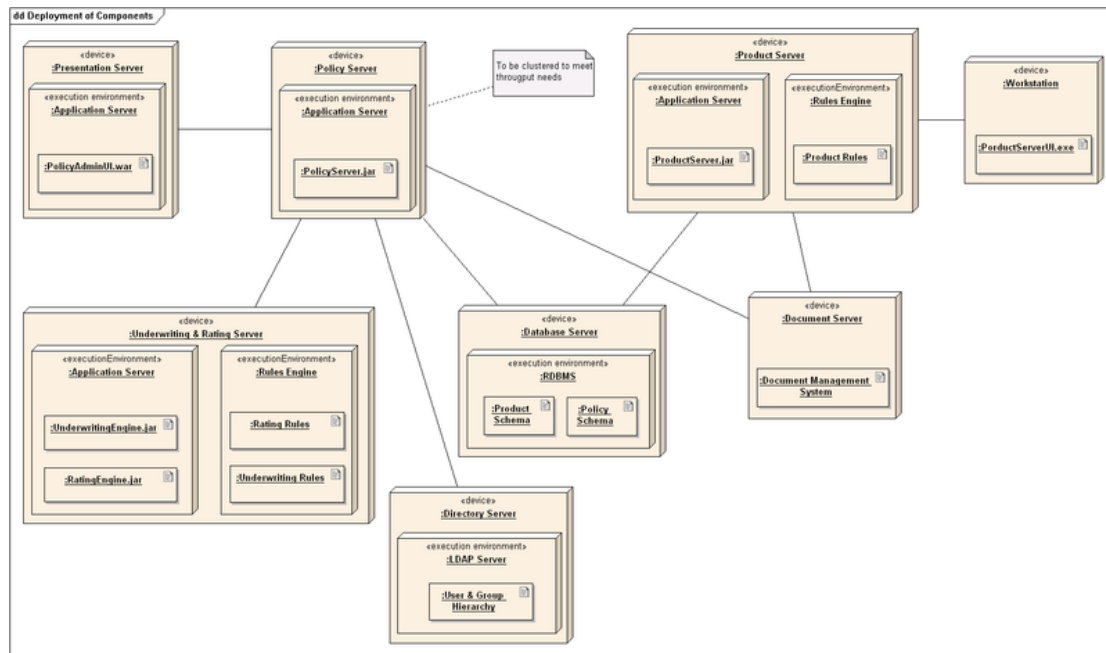 dd Deployment of Components
«device»
:Presentation Server
«execution environment»
:Application Server
:PolicyAdminUI.war
«device»
:Policy Server
«execution environment»
:Application Server
:PolicyServer.jar
To be clustered to meet
througput needs
«device»
:Product Server
«execution environment»
:Application Server
:ProductServer.jar
«executionEnvironment»
:Rules Engine
:Product Rules
«device»
:Workstation
:PorductServerUI.exe
«device»
:Underwriting & Rating Server
«executionEnvironment»
:Application Server
:UnderwritingEngine.jar
:RatingEngine.jar
«executionEnvironment»
:Rules Engine
:Rating Rules
:Underwriting Rules
«device»
:Database Server
«execution environment»
:RDBMS
:Product
Schema
:Policy
Schema
«device»
:Document Server
:Document Management
System
«device»
:Directory Server
«execution environment»
:LDAP Server
:User & Group
Hierarchy